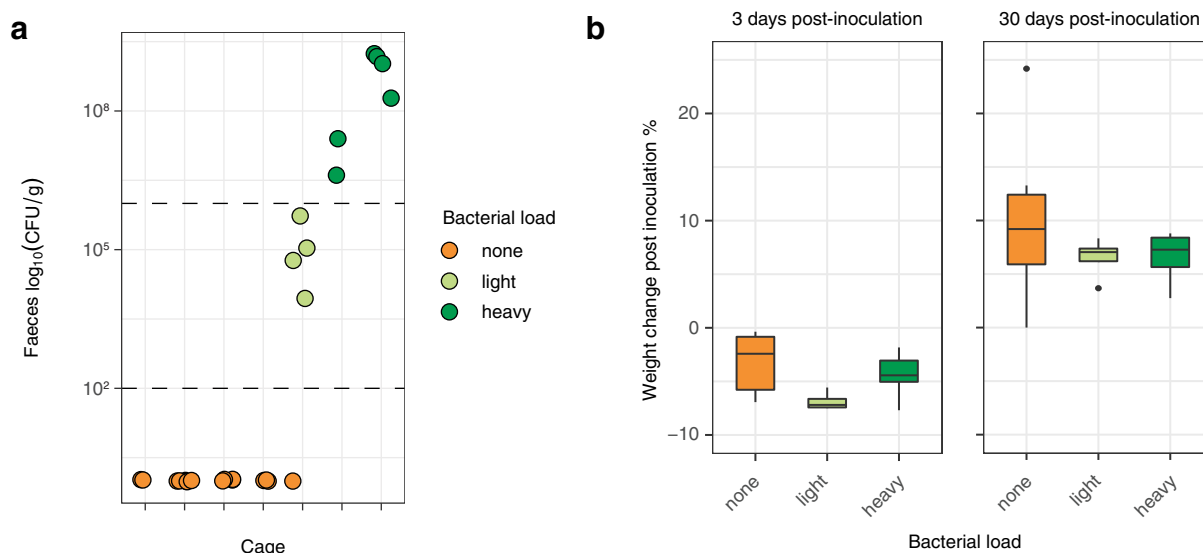 a
Faeces log10(CFU/g)
10^8
10^5
10^2
Cage
Bacterial load
none
light
heavy
b
3 days post-inoculation
30 days post-inoculation
Weight change post inoculation %
20
10
0
−10
none
light
heavy
none
light
heavy
Bacterial load